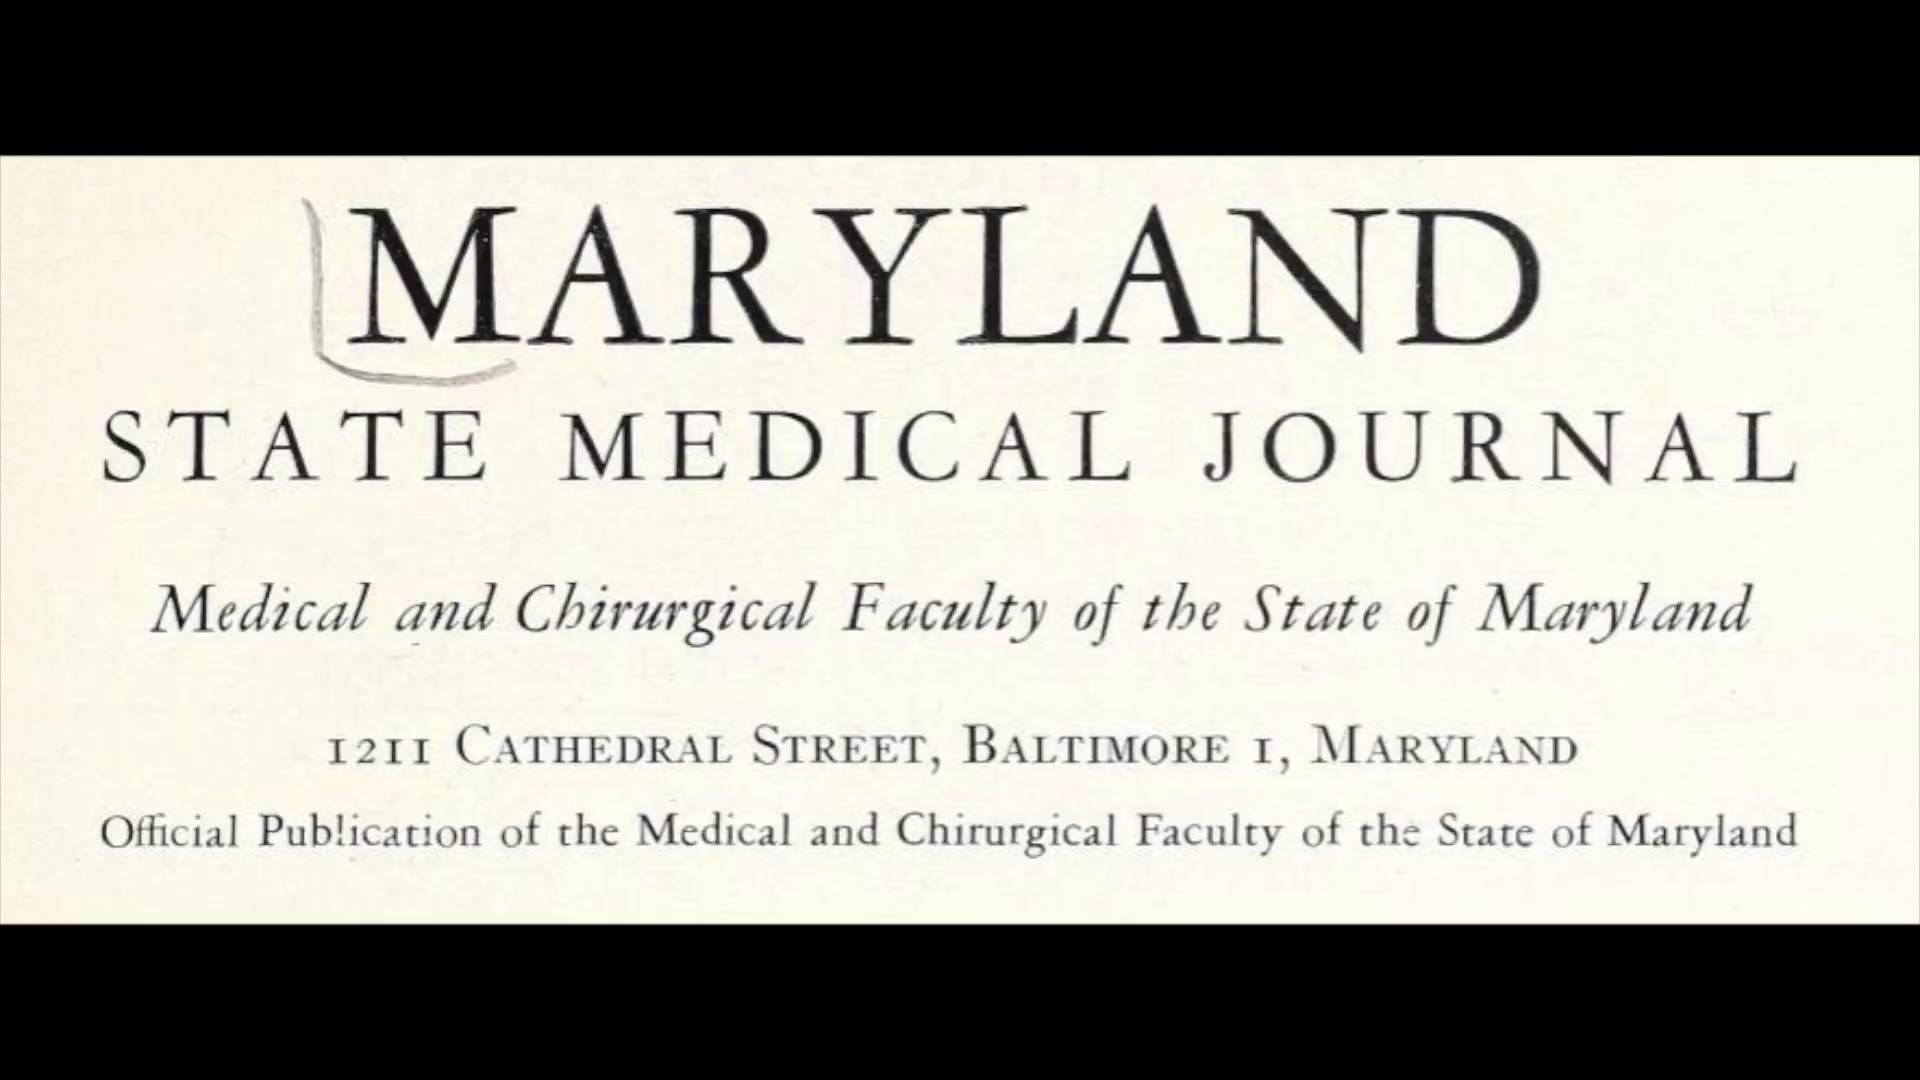 MARYLAND
STATE MEDICAL JOURNAL
Medical and Chirurgical Faculty of the State of Maryland
1211 CATHEDRAL STREET, BALTIMORE 1, MARYLAND
Official Publication of the Medical and Chirurgical Faculty of the State of Maryland